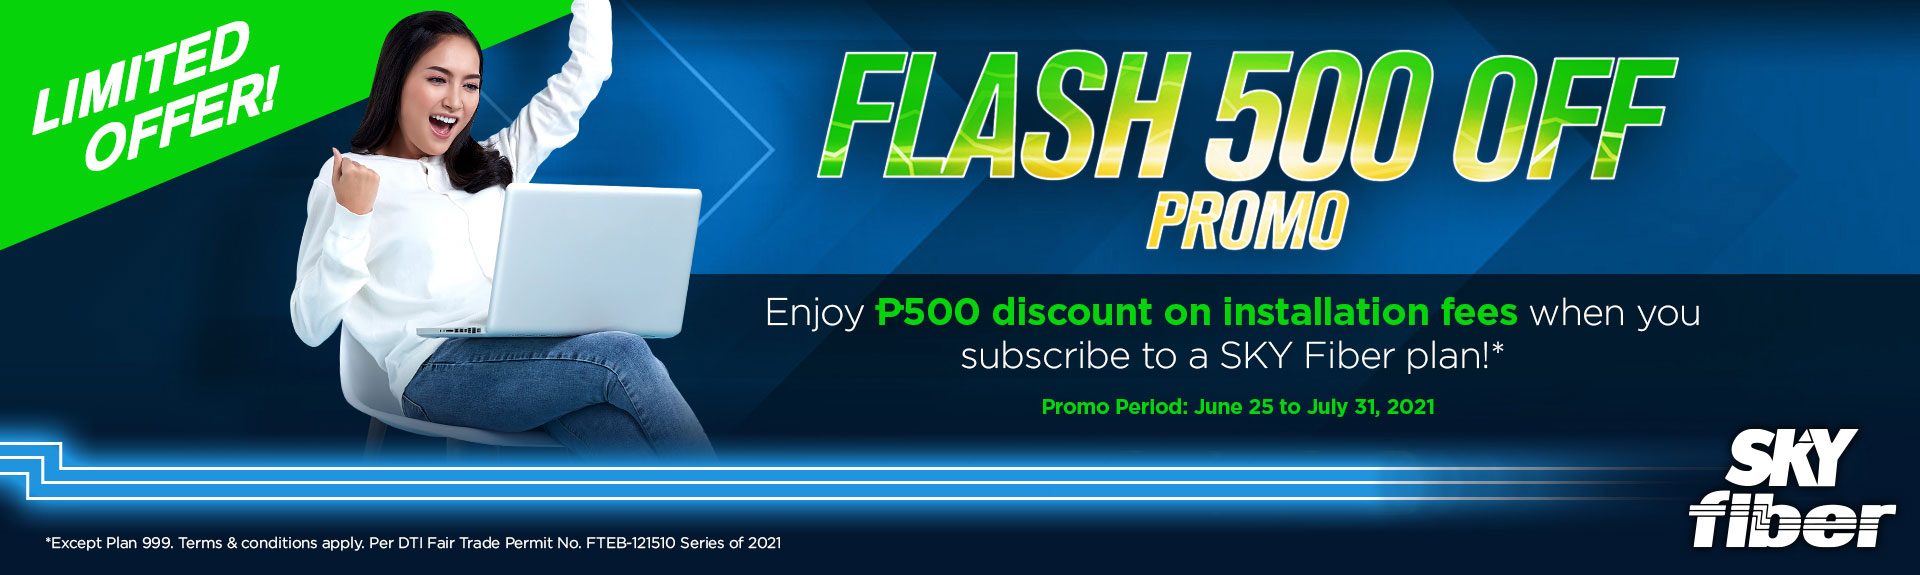 LIMITED
OFFER!
FLASH 500 OFF
PROMO
Enjoy ₱500 discount on installation fees when you
subscribe to a SKY Fiber plan!*
Promo Period: June 25 to July 31, 2021
SKY
fiber
*Except Plan 999. Terms & conditions apply. Per DTI Fair Trade Permit No. FTEB-121510 Series of 2021